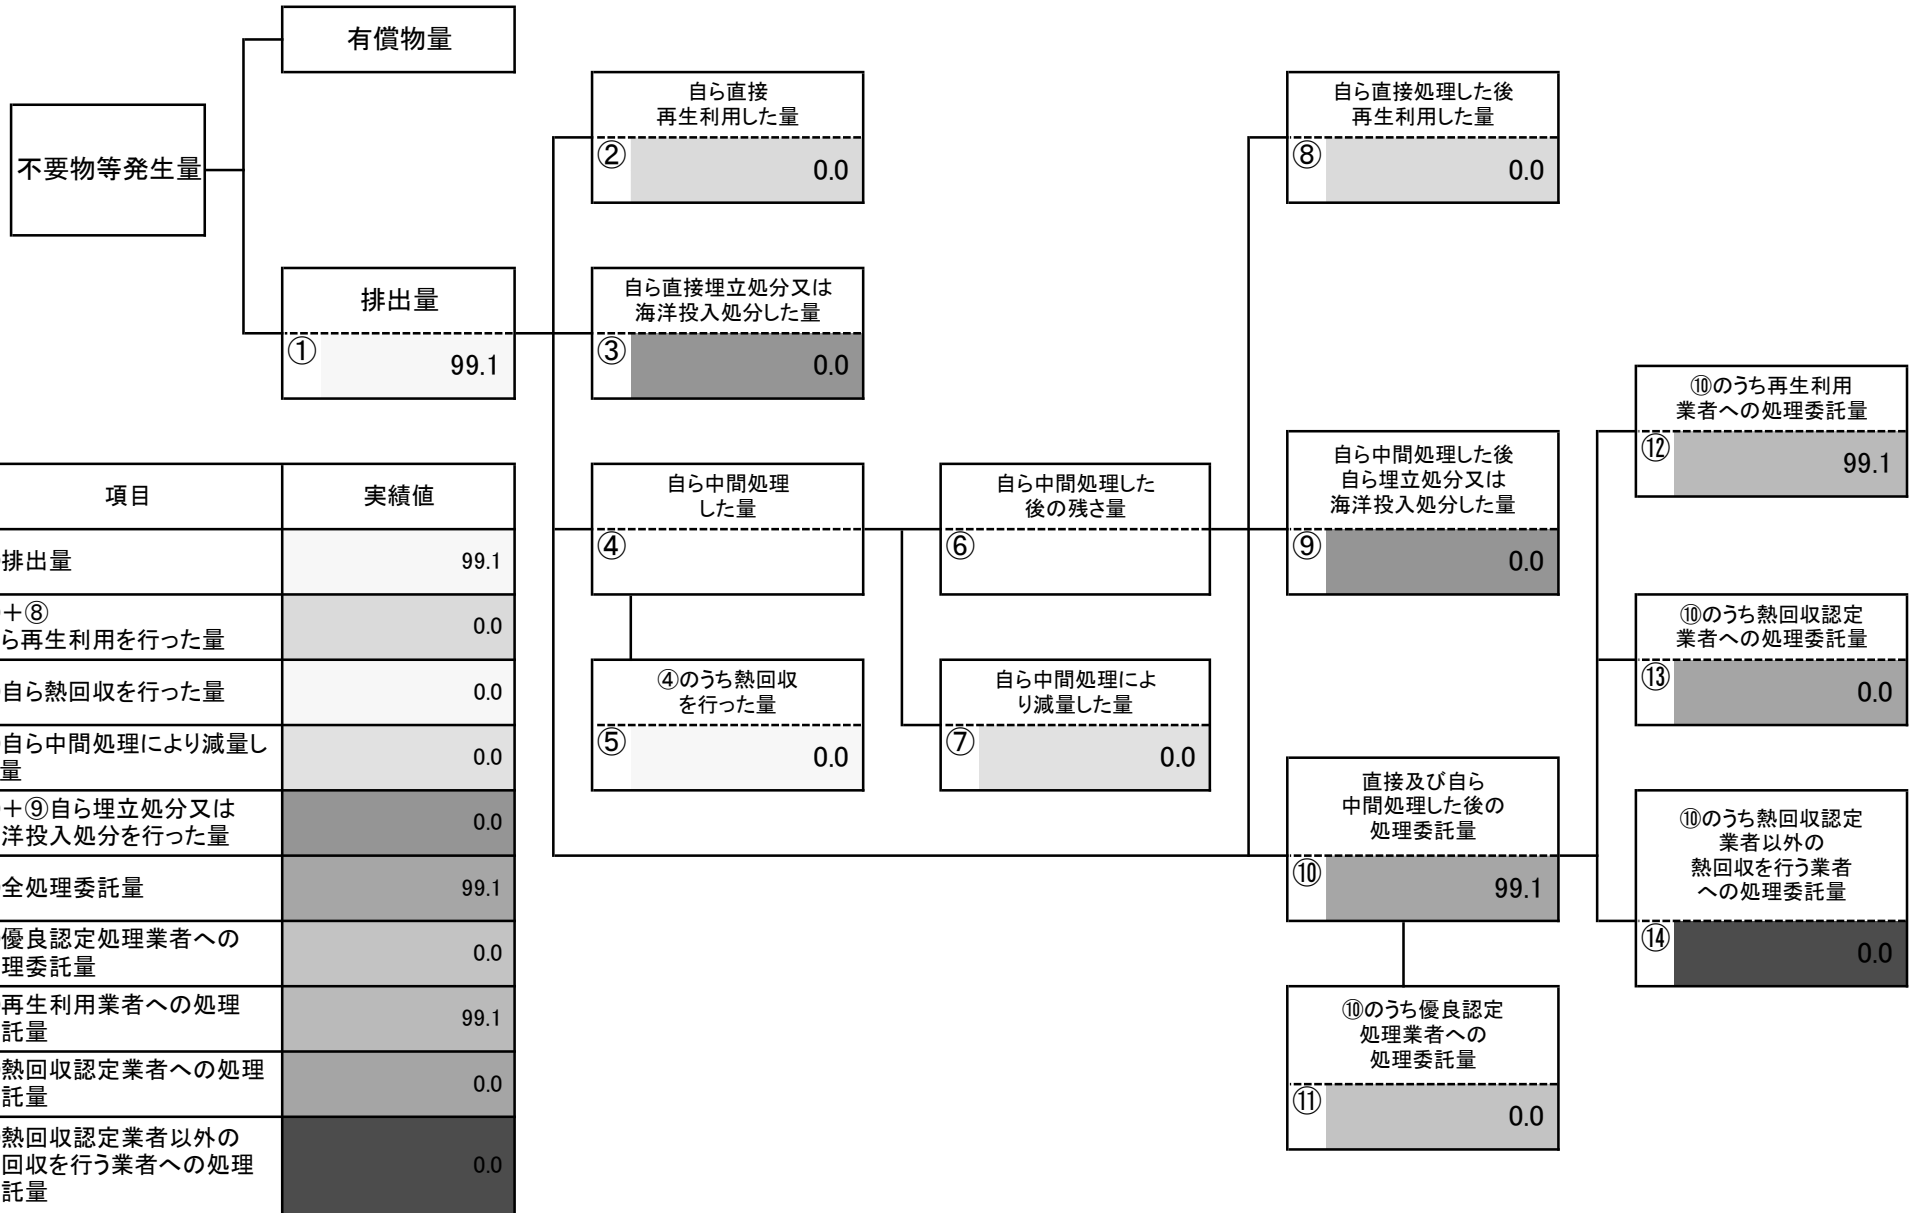 有償物量
不要物等発生量
排出量
①
99.1
自ら直接
再生利用した量
②
0.0
自ら直接埋立処分又は
海洋投入処分した量
③
0.0
自ら中間処理
した量
④
④のうち熱回収
を行った量
⑤
0.0
自ら中間処理した
後の残さ量
⑥
自ら中間処理によ
り減量した量
⑦
0.0
自ら直接処理した後
再生利用した量
⑧
0.0
自ら中間処理した後
自ら埋立処分又は
海洋投入処分した量
⑨
0.0
直接及び自ら
中間処理した後の
処理委託量
⑩
99.1
⑩のうち優良認定
処理業者への
処理委託量
⑪
0.0
⑩のうち再生利用
業者への処理委託量
⑫
99.1
⑩のうち熱回収認定
業者への処理委託量
⑬
0.0
⑩のうち熱回収認定
業者以外の
熱回収を行う業者
への処理委託量
⑭
0.0
項目 実績値
排出量 99.1
+⑧
ら再生利用を行った量 0.0
自ら熱回収を行った量 0.0
自ら中間処理により減量し
量 0.0
+⑨自ら埋立処分又は
洋投入処分を行った量 0.0
全処理委託量 99.1
優良認定処理業者への
理委託量 0.0
再生利用業者への処理
託量 99.1
熱回収認定業者への処理
託量 0.0
熱回収認定業者以外の
回収を行う業者への処理
託量 0.0